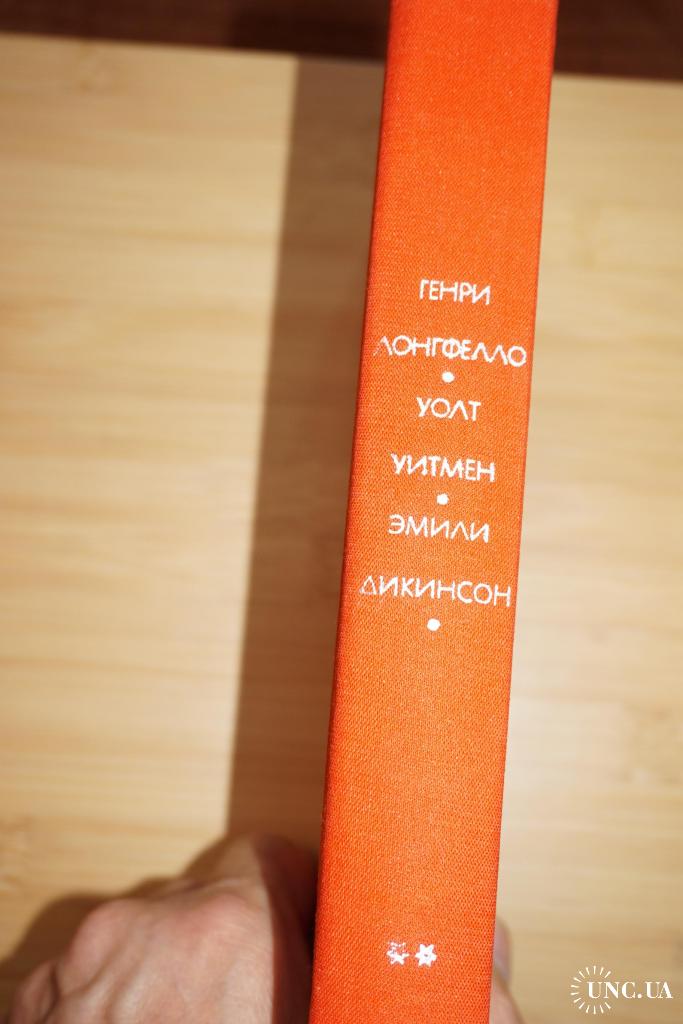 ГЕНРИ
ЛОНГФЕЛЛО
УОЛТ
УИТМЕН
ЭМИЛИ
ДИКИНСОН
UNC.UA